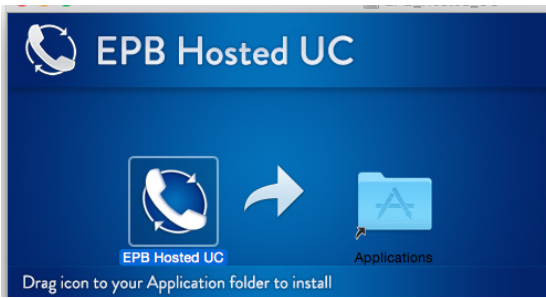 EPB Hosted UC
EPB Hosted UC
Applications
Drag icon to your Application folder to install